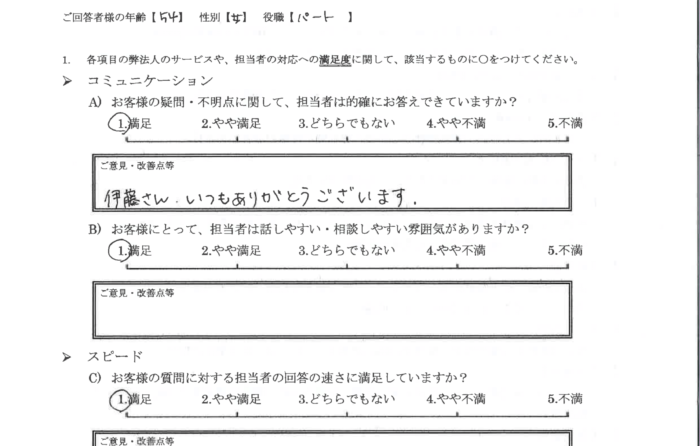 ご回答者様の年齢【54】 性別【女】 役職【パート 】
1. 各項目の弊法人のサービスや、担当者の対応への満足度に関して、該当するものに〇をつけてください。
➢ コミュニケーション
A) お客様の疑問・不明点に関して、担当者は的確にお答えできていますか？
1.満足 2.やや満足 3.どちらでもない 4.やや不満 5.不満
ご意見・改善点等
伊藤さん、いつもありがとうございます。
B) お客様にとって、担当者は話しやすい・相談しやすい雰囲気がありますか？
1.満足 2.やや満足 3.どちらでもない 4.やや不満 5.不満
ご意見・改善点等
➢ スピード
C) お客様の質問に対する担当者の回答の速さに満足していますか？
1.満足 2.やや満足 3.どちらでもない 4.やや不満 5.不満
ご意見・改善点等